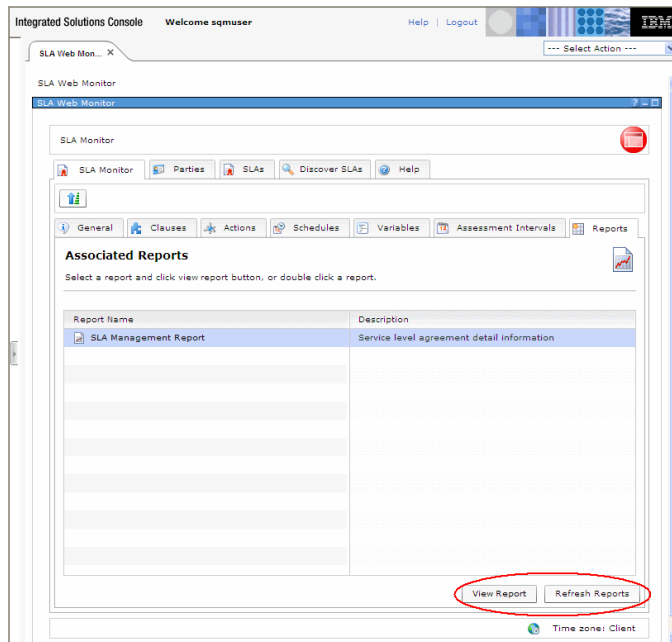 Integrated Solutions Console Welcome sqmuser Help | Logout IBM
SLA Web Mon... --- Select Action ---
SLA Web Monitor
SLA Web Monitor
SLA Monitor
SLA Monitor Parties SLAs Discover SLAs Help
General Clauses Actions Schedules Variables Assessment Intervals Reports
Associated Reports
Select a report and click view report button, or double click a report.
Report Name Description
SLA Management Report Service level agreement detail information
View Report Refresh Reports
Time zone: Client